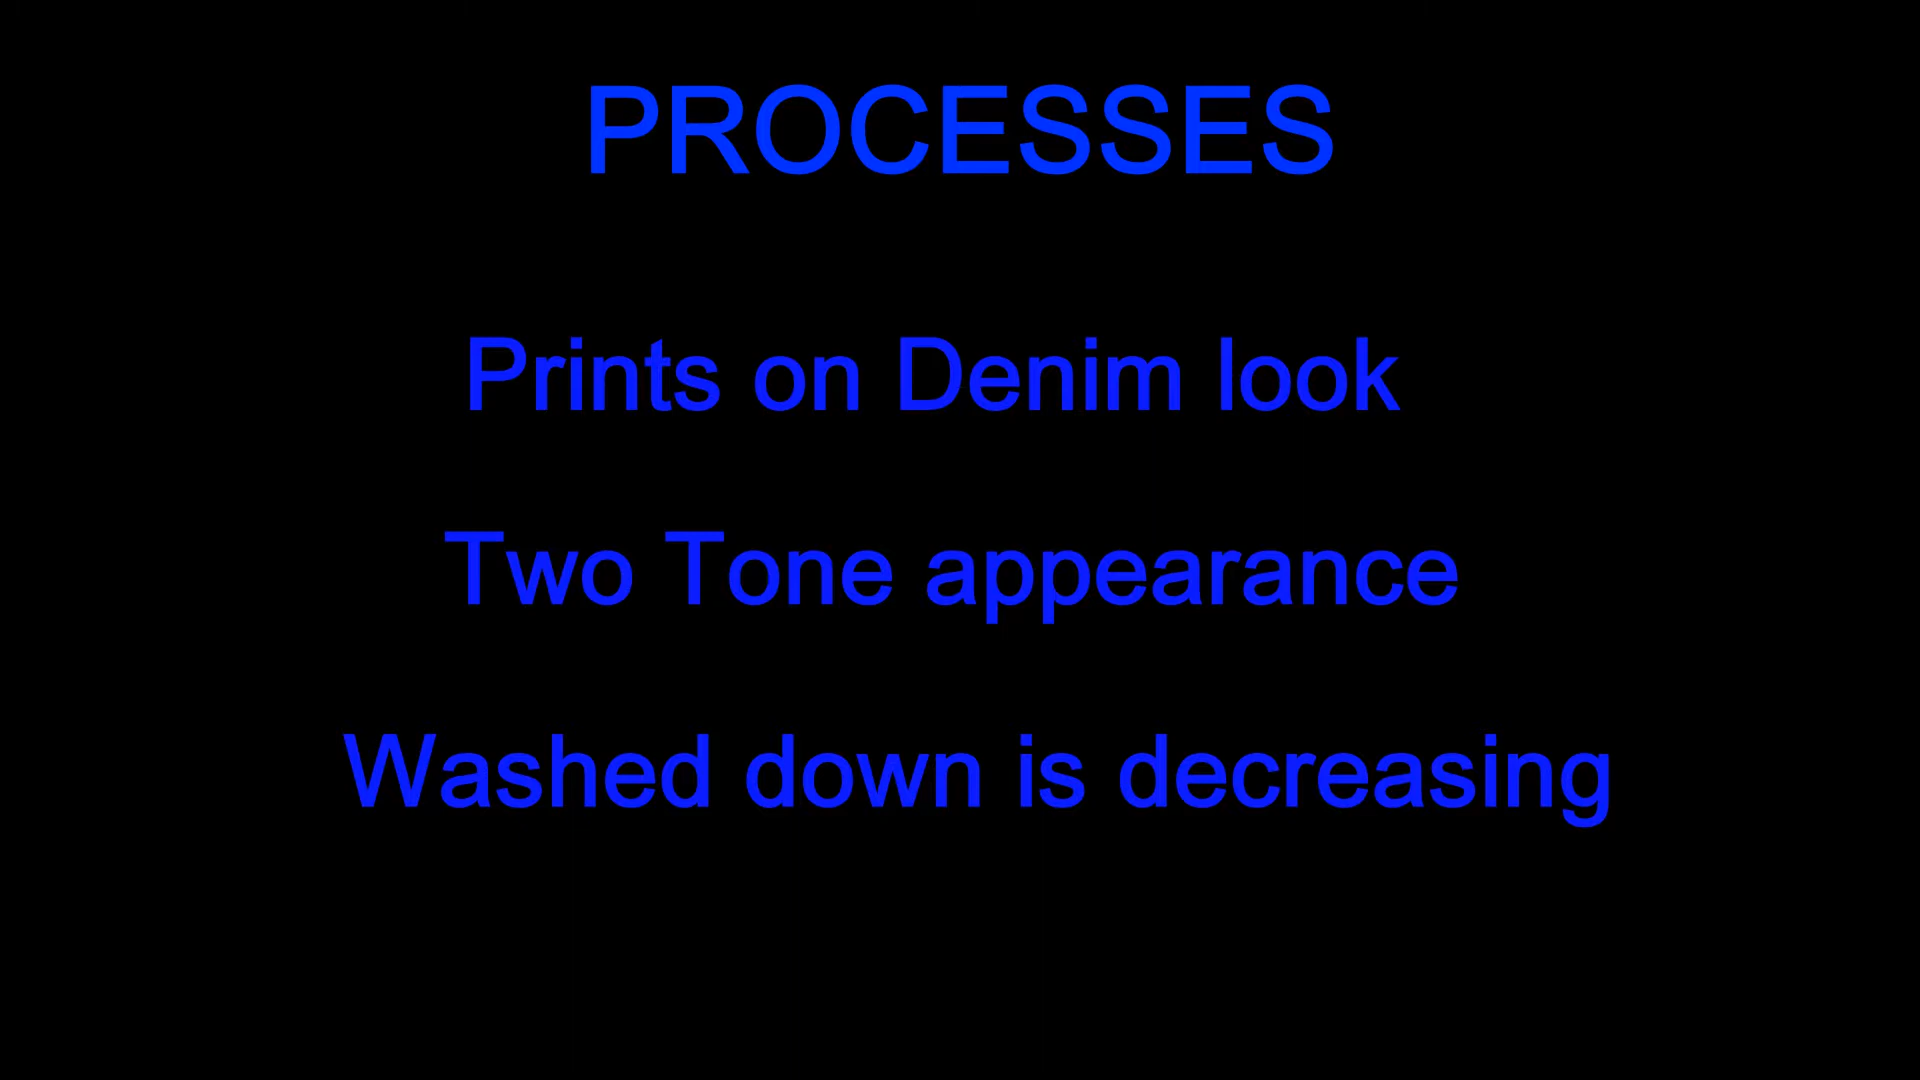 PROCESSES
Prints on Denim look
Two Tone appearance
Washed down is decreasing